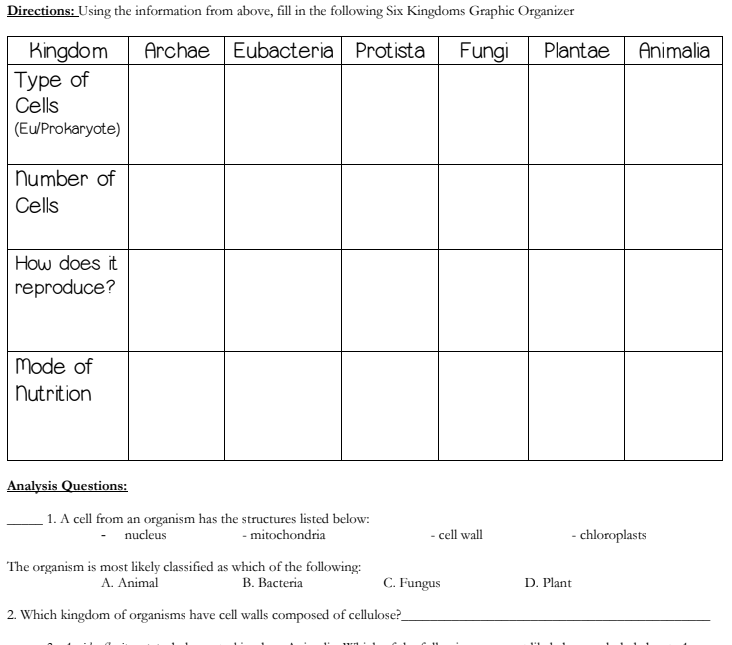 Directions: Using the information from above, fill in the following Six Kingdoms Graphic Organizer
Kingdom Archae Eubacteria Protista Fungi Plantae Animalia
Type of
Cells
(Eu/Prokaryote)
Number of
Cells
How does it
reproduce?
Mode of
Nutrition
Analysis Questions:
_____ 1. A cell from an organism has the structures listed below:
- nucleus - mitochondria - cell wall - chloroplasts
The organism is most likely classified as which of the following:
A. Animal B. Bacteria C. Fungus D. Plant
2. Which kingdom of organisms have cell walls composed of cellulose?___________________________________________